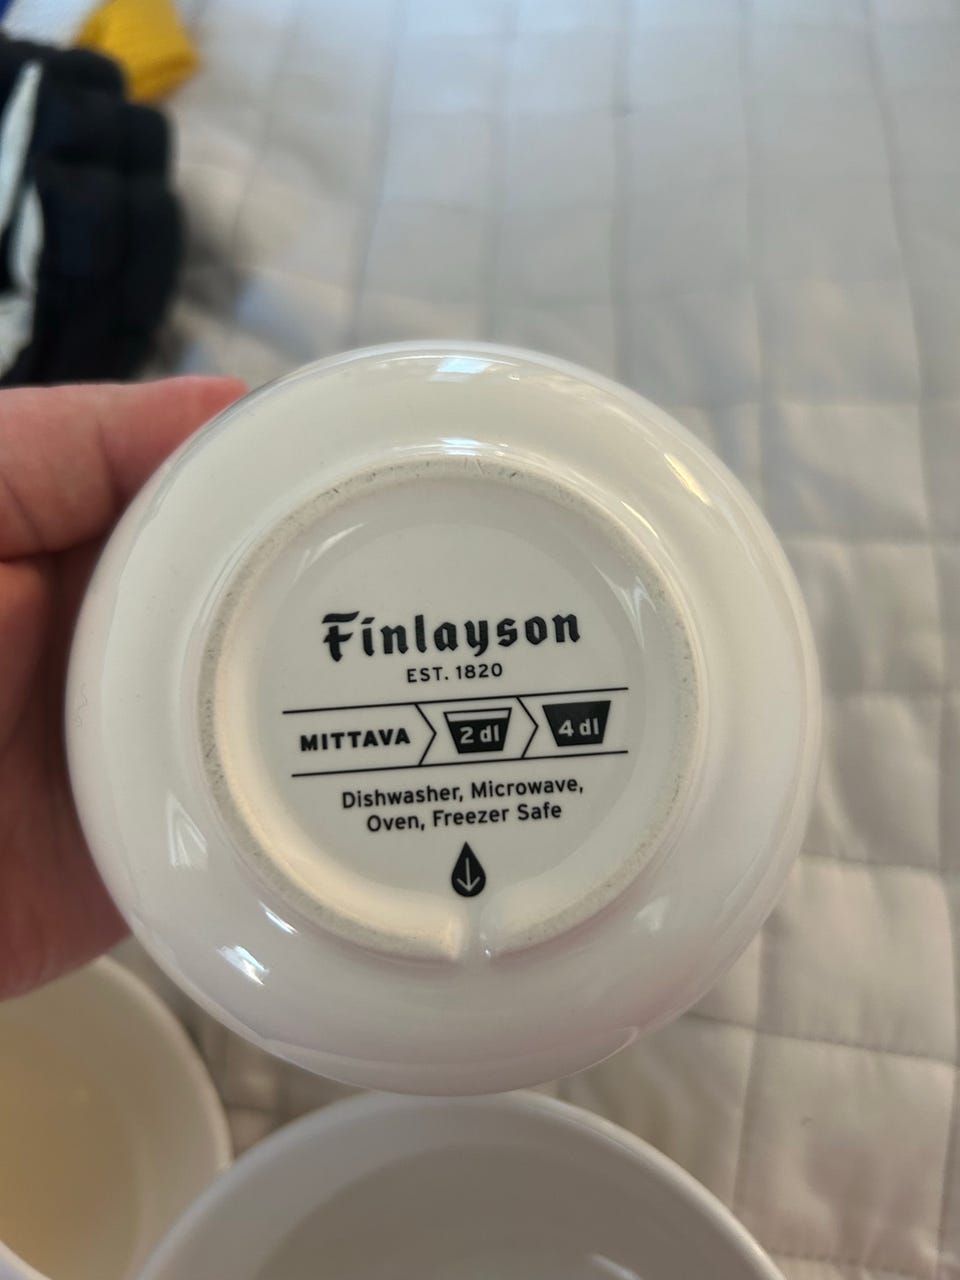 Finlayson
EST. 1820
MITTAVA 2 dl 4 dl
Dishwasher, Microwave,
Oven, Freezer Safe